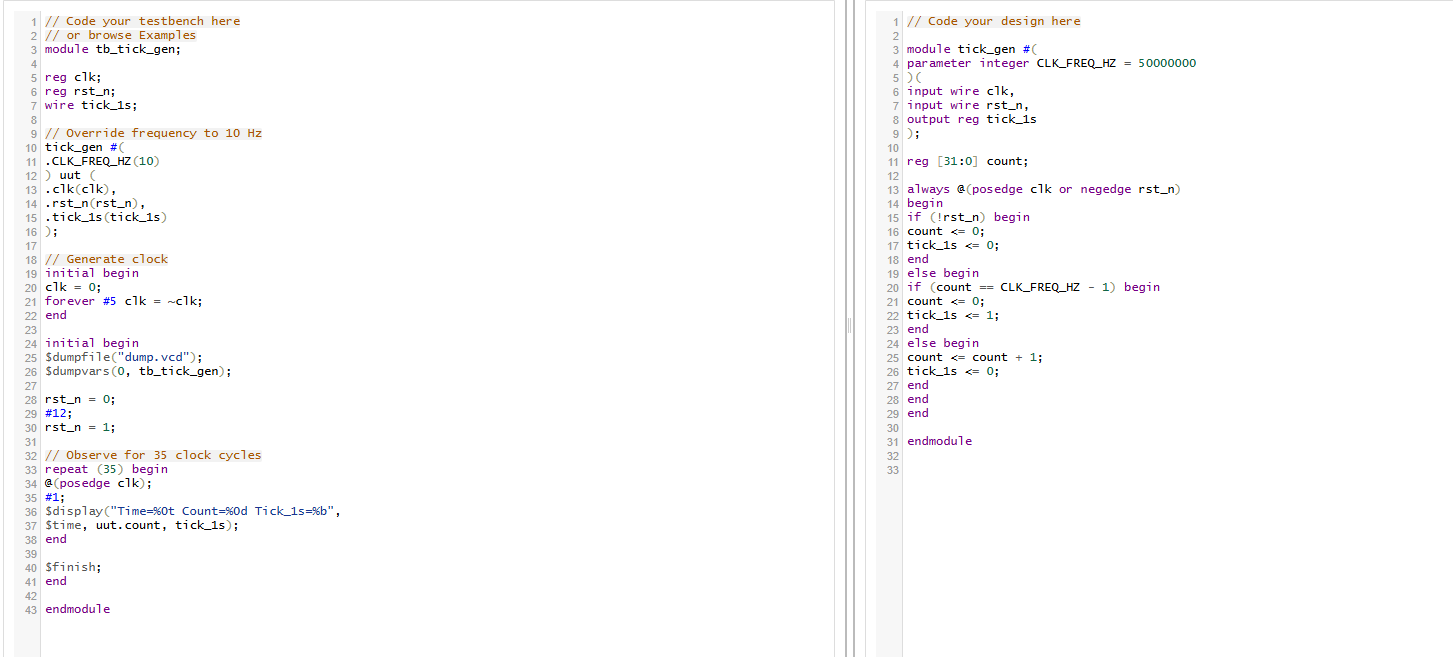 1 // Code your testbench here
2 // or browse Examples
3 module tb_tick_gen;
4
5 reg clk;
6 reg rst_n;
7 wire tick_1s;
8
9 // Override frequency to 10 Hz
10 tick_gen #(
11 .CLK_FREQ_HZ(10)
12 ) uut (
13 .clk(clk),
14 .rst_n(rst_n),
15 .tick_1s(tick_1s)
16 );
17
18 // Generate clock
19 initial begin
20 clk = 0;
21 forever #5 clk = ~clk;
22 end
23
24 initial begin
25 $dumpfile("dump.vcd");
26 $dumpvars(0, tb_tick_gen);
27
28 rst_n = 0;
29 #12;
30 rst_n = 1;
31
32 // Observe for 35 clock cycles
33 repeat (35) begin
34 @(posedge clk);
35 #1;
36 $display("Time=%0t Count=%0d Tick_1s=%b",
37 $time, uut.count, tick_1s);
38 end
39
40 $finish;
41 end
42
43 endmodule
1 // Code your design here
2
3 module tick_gen #(
4 parameter integer CLK_FREQ_HZ = 50000000
5 )(
6 input wire clk,
7 input wire rst_n,
8 output reg tick_1s
9 );
10
11 reg [31:0] count;
12
13 always @(posedge clk or negedge rst_n)
14 begin
15 if (!rst_n) begin
16 count <= 0;
17 tick_1s <= 0;
18 end
19 else begin
20 if (count == CLK_FREQ_HZ - 1) begin
21 count <= 0;
22 tick_1s <= 1;
23 end
24 else begin
25 count <= count + 1;
26 tick_1s <= 0;
27 end
28 end
29 end
30
31 endmodule
32
33